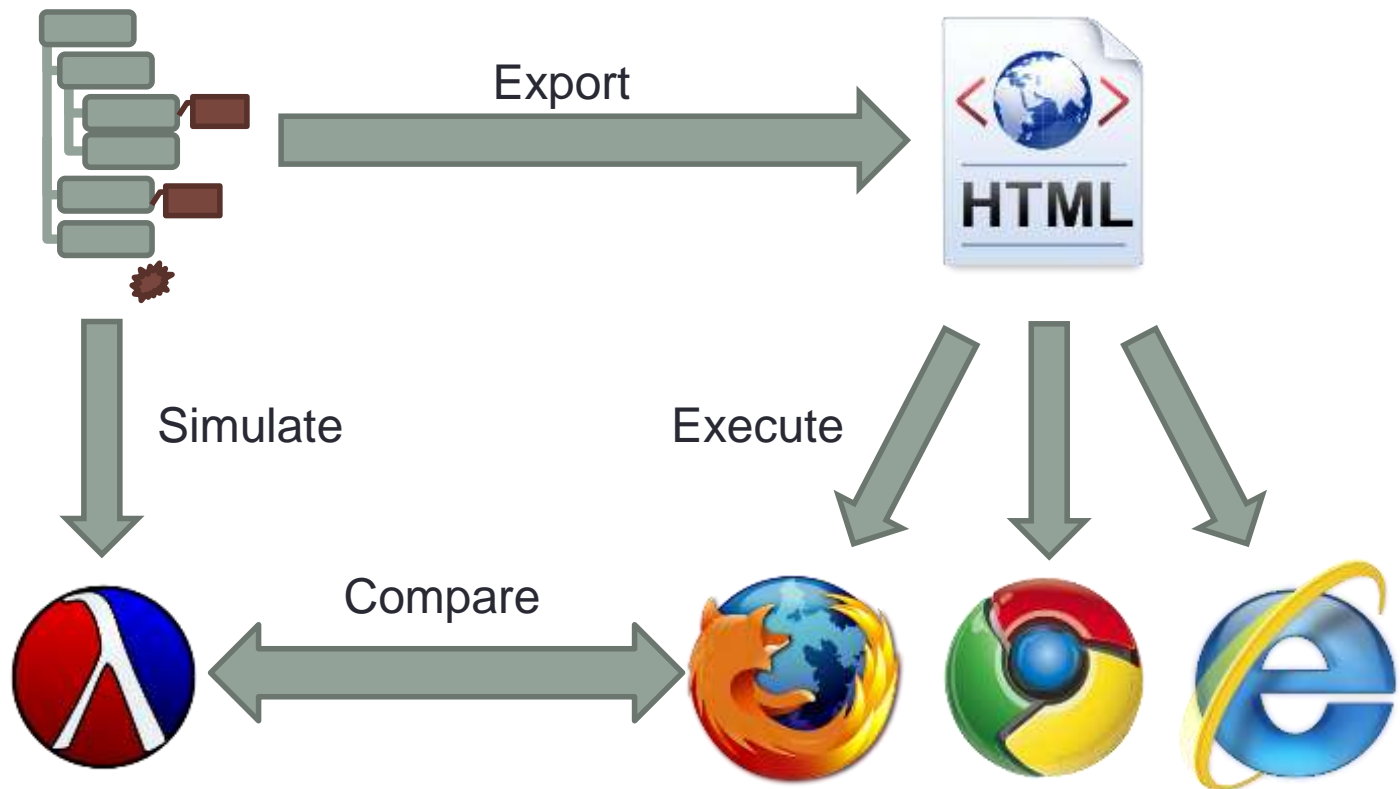 Export
< >
HTML
Simulate
Execute
Compare
λ
e